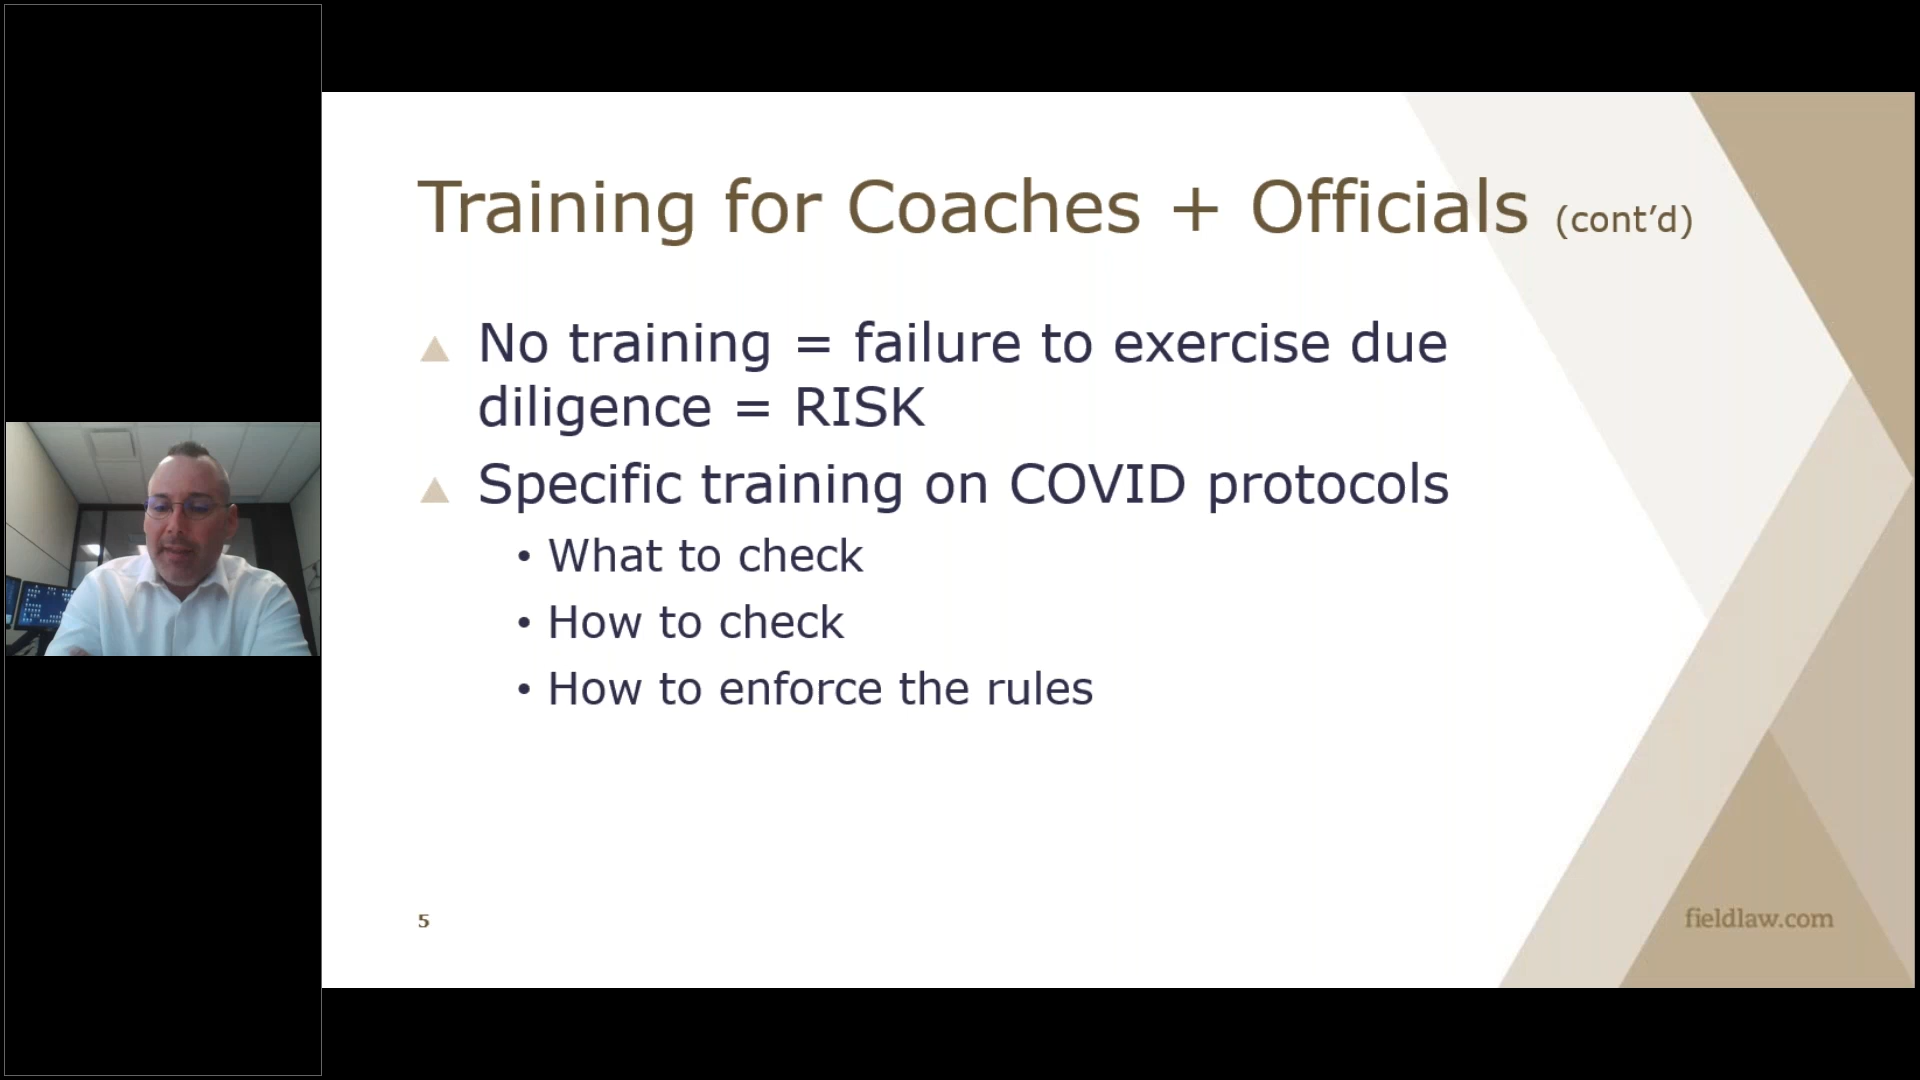 Training for Coaches + Officials (cont’d)
No training = failure to exercise due
diligence = RISK
Specific training on COVID protocols
• What to check
• How to check
• How to enforce the rules
5
fieldlaw.com